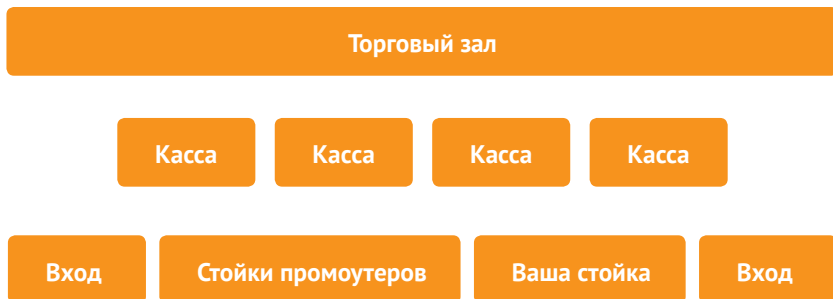 Торговый зал
Касса Касса Касса Касса
Вход Стойки промоутеров Ваша стойка Вход